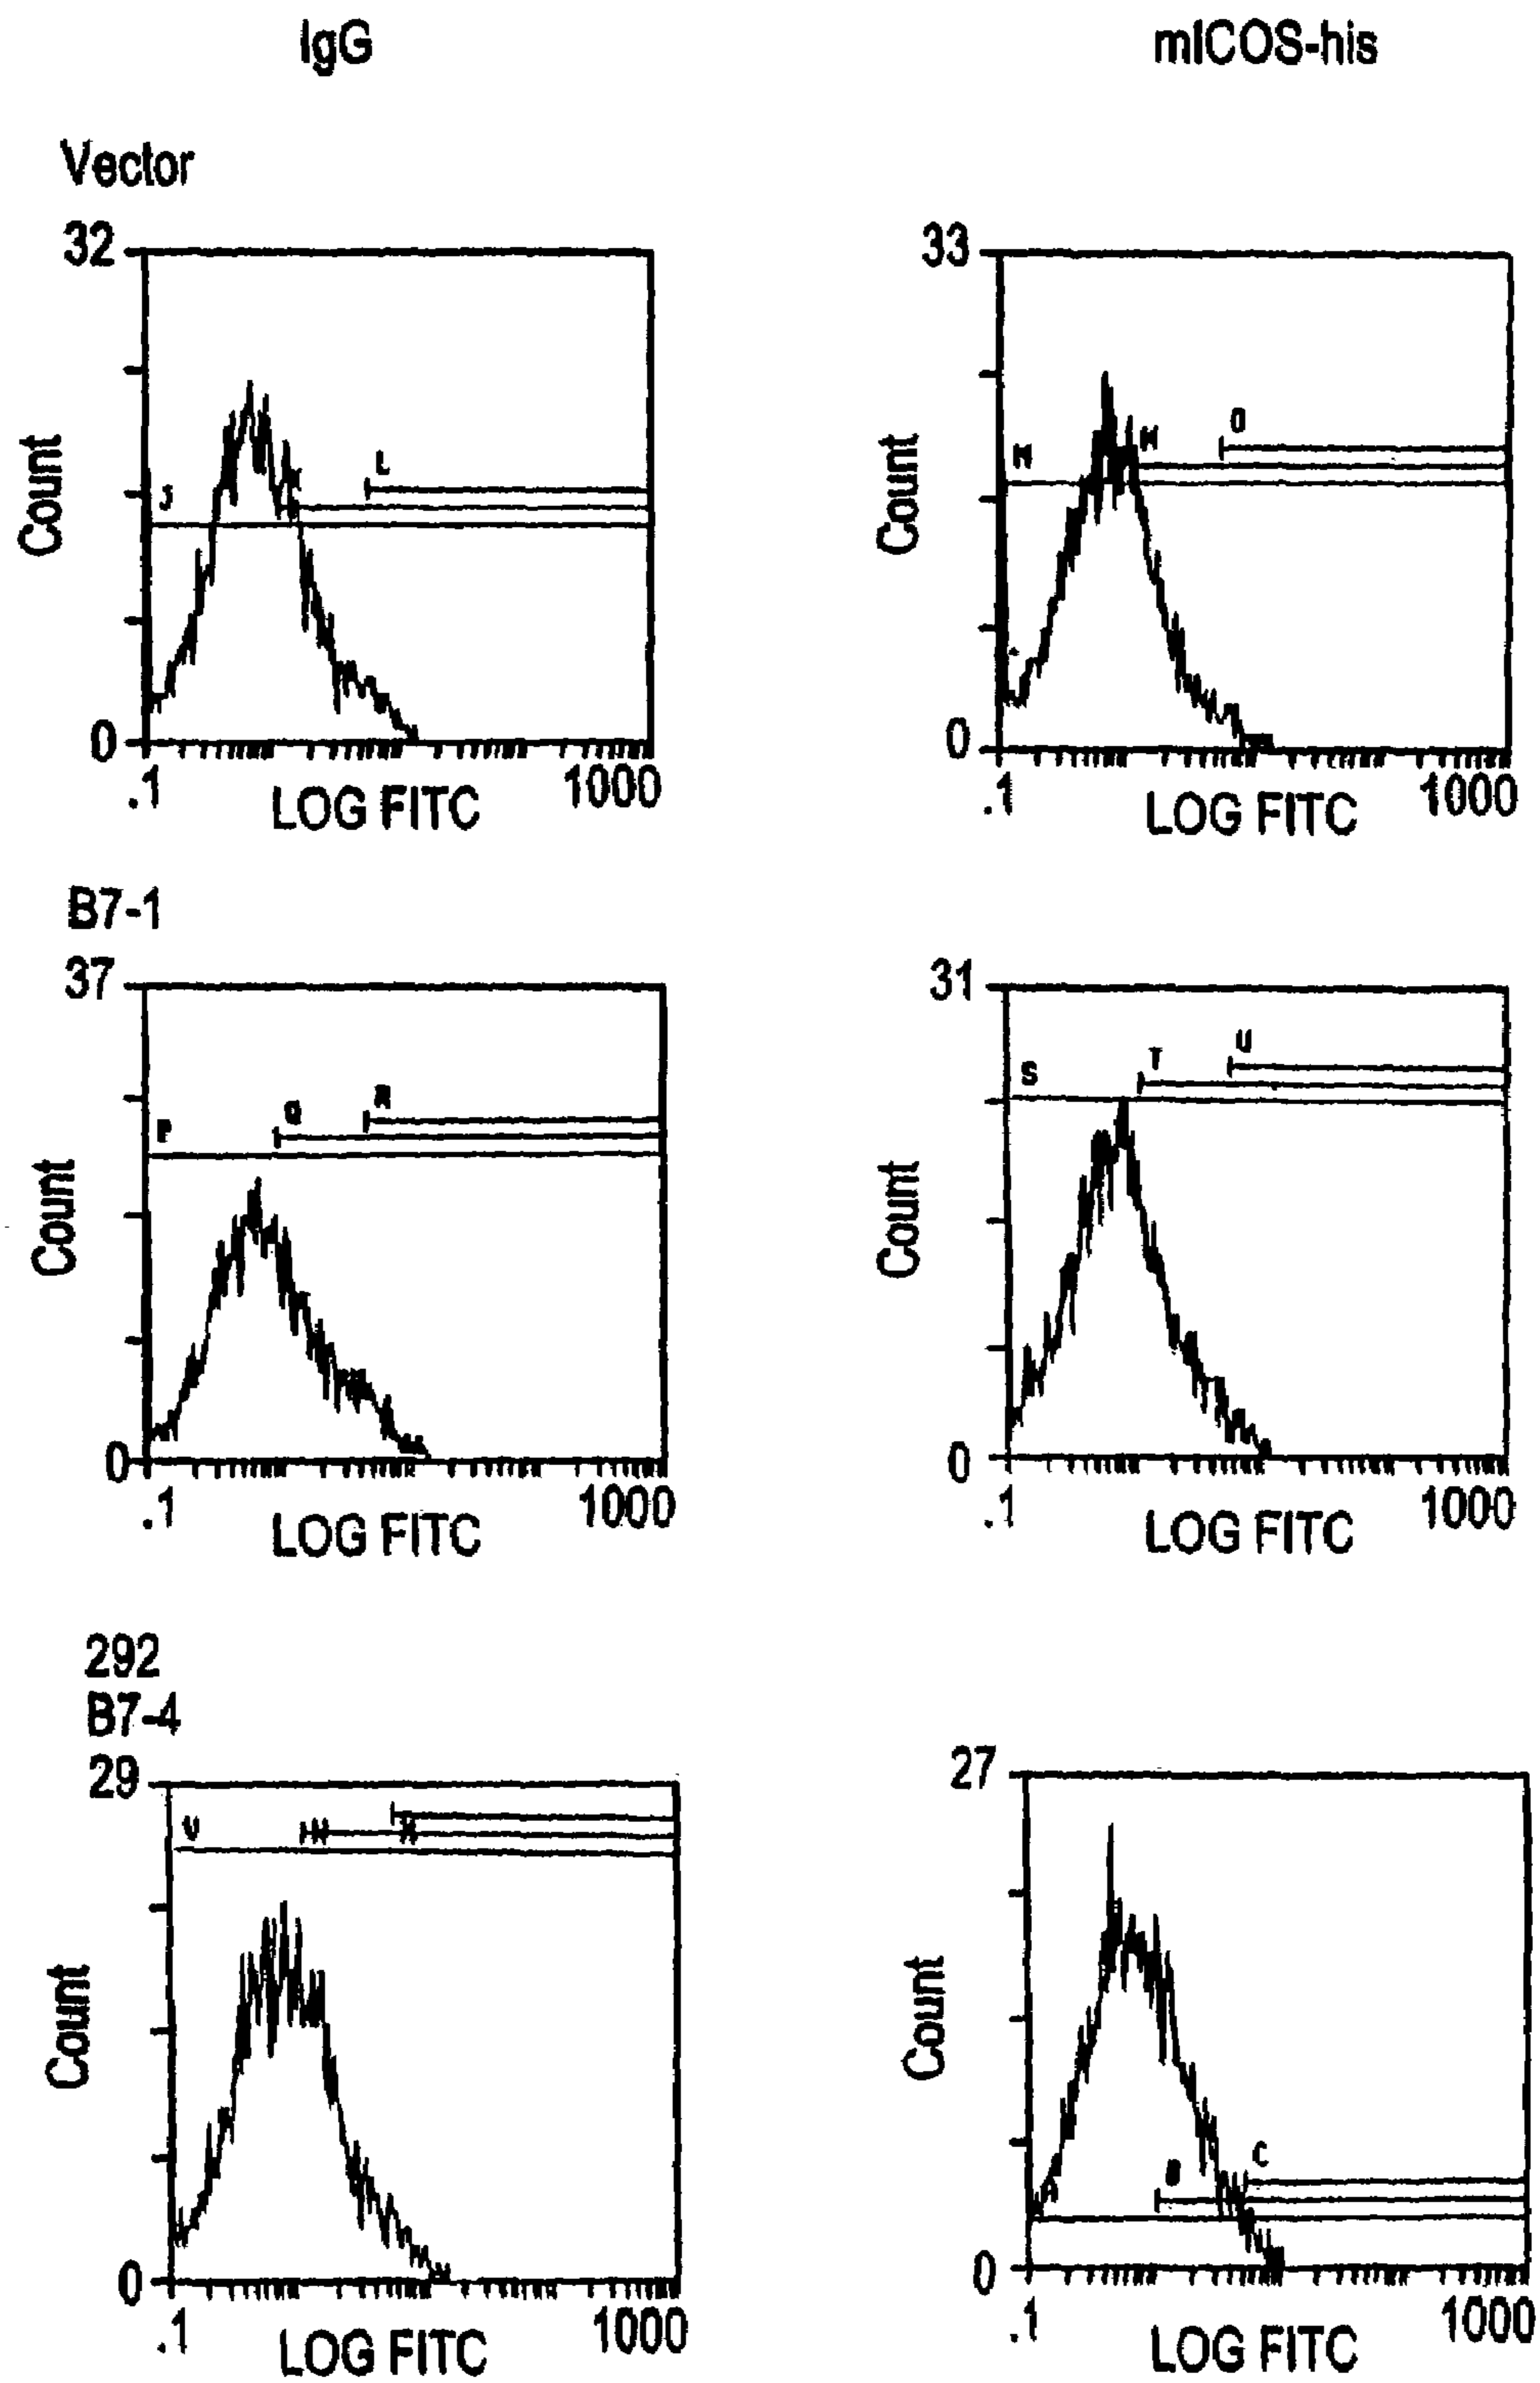 IgG
mICOS-his
Vector
32
Count
J
L
0
.1
1000
LOG FITC
33
Count
0
.1
1000
LOG FITC
B7-1
37
Count
P
Q
R
0
.1
1000
LOG FITC
31
Count
S
T
U
0
.1
1000
LOG FITC
292
B7-4
29
Count
V
0
.1
1000
LOG FITC
27
Count
C
0
.1
1000
LOG FITC